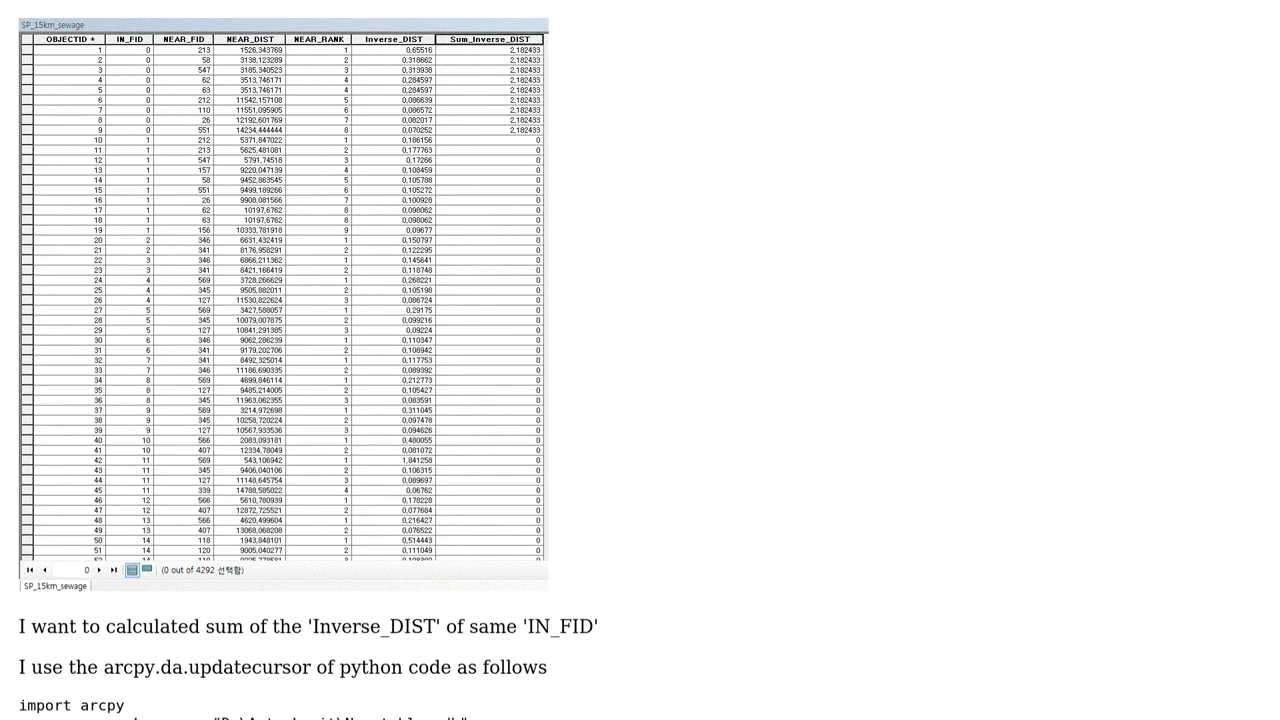 SP_15km_sewage
OBJECTID * IN_FID NEAR_FID NEAR_DIST NEAR_RANK Inverse_DIST Sum_Inverse_DIST
1 0 213 1526,343769 1 0,65516 2,182433
2 0 58 3138,123289 2 0,318662 2,182433
3 0 547 3185,340523 3 0,313938 2,182433
4 0 62 3513,746171 4 0,284597 2,182433
5 0 63 3513,746171 4 0,284597 2,182433
6 0 212 11542,157108 5 0,086639 2,182433
7 0 110 11551,095905 6 0,086572 2,182433
8 0 26 12192,601769 7 0,082017 2,182433
9 0 551 14234,444444 8 0,070252 2,182433
10 1 212 5371,847022 1 0,186156 0
11 1 213 5625,481081 2 0,177763 0
12 1 547 5791,74518 3 0,17266 0
13 1 157 9220,047139 4 0,108459 0
14 1 58 9452,863545 5 0,105788 0
15 1 551 9499,189266 6 0,105272 0
16 1 26 9908,081566 7 0,100928 0
17 1 62 10197,6762 8 0,098062 0
18 1 63 10197,6762 8 0,098062 0
19 1 156 10333,781918 9 0,09677 0
20 2 346 6631,432419 1 0,150797 0
21 2 341 8176,958291 2 0,122295 0
22 3 346 6866,211362 1 0,145641 0
23 3 341 8421,166419 2 0,118748 0
24 4 569 3728,266629 1 0,268221 0
25 4 345 9505,882011 2 0,105198 0
26 4 127 11530,822624 3 0,086724 0
27 5 569 3427,588057 1 0,29175 0
28 5 345 10079,007875 2 0,099216 0
29 5 127 10841,291385 3 0,09224 0
30 6 346 9062,286239 1 0,110347 0
31 6 341 9179,202706 2 0,108942 0
32 7 341 8492,325014 1 0,117753 0
33 7 346 11186,690335 2 0,089392 0
34 8 569 4699,846114 1 0,212773 0
35 8 127 9485,214005 2 0,105427 0
36 8 345 11963,062355 3 0,083591 0
37 9 569 3214,972698 1 0,311045 0
38 9 345 10258,720224 2 0,097478 0
39 9 127 10567,933536 3 0,094626 0
40 10 566 2083,093181 1 0,480055 0
41 10 407 12334,78049 2 0,081072 0
42 11 569 543,106942 1 1,841258 0
43 11 345 9406,040106 2 0,106315 0
44 11 127 11148,645754 3 0,089697 0
45 11 339 14788,585022 4 0,06762 0
46 12 566 5610,780939 1 0,178228 0
47 12 407 12872,725521 2 0,077684 0
48 13 566 4620,499604 1 0,216427 0
49 13 407 13068,068208 2 0,076522 0
50 14 118 1943,848101 1 0,514443 0
51 14 120 9005,040277 2 0,111049 0
0 (0 out of 4292 선택함)
SP_15km_sewage
I want to calculated sum of the 'Inverse_DIST' of same 'IN_FID'
I use the arcpy.da.updatecursor of python code as follows
import arcpy